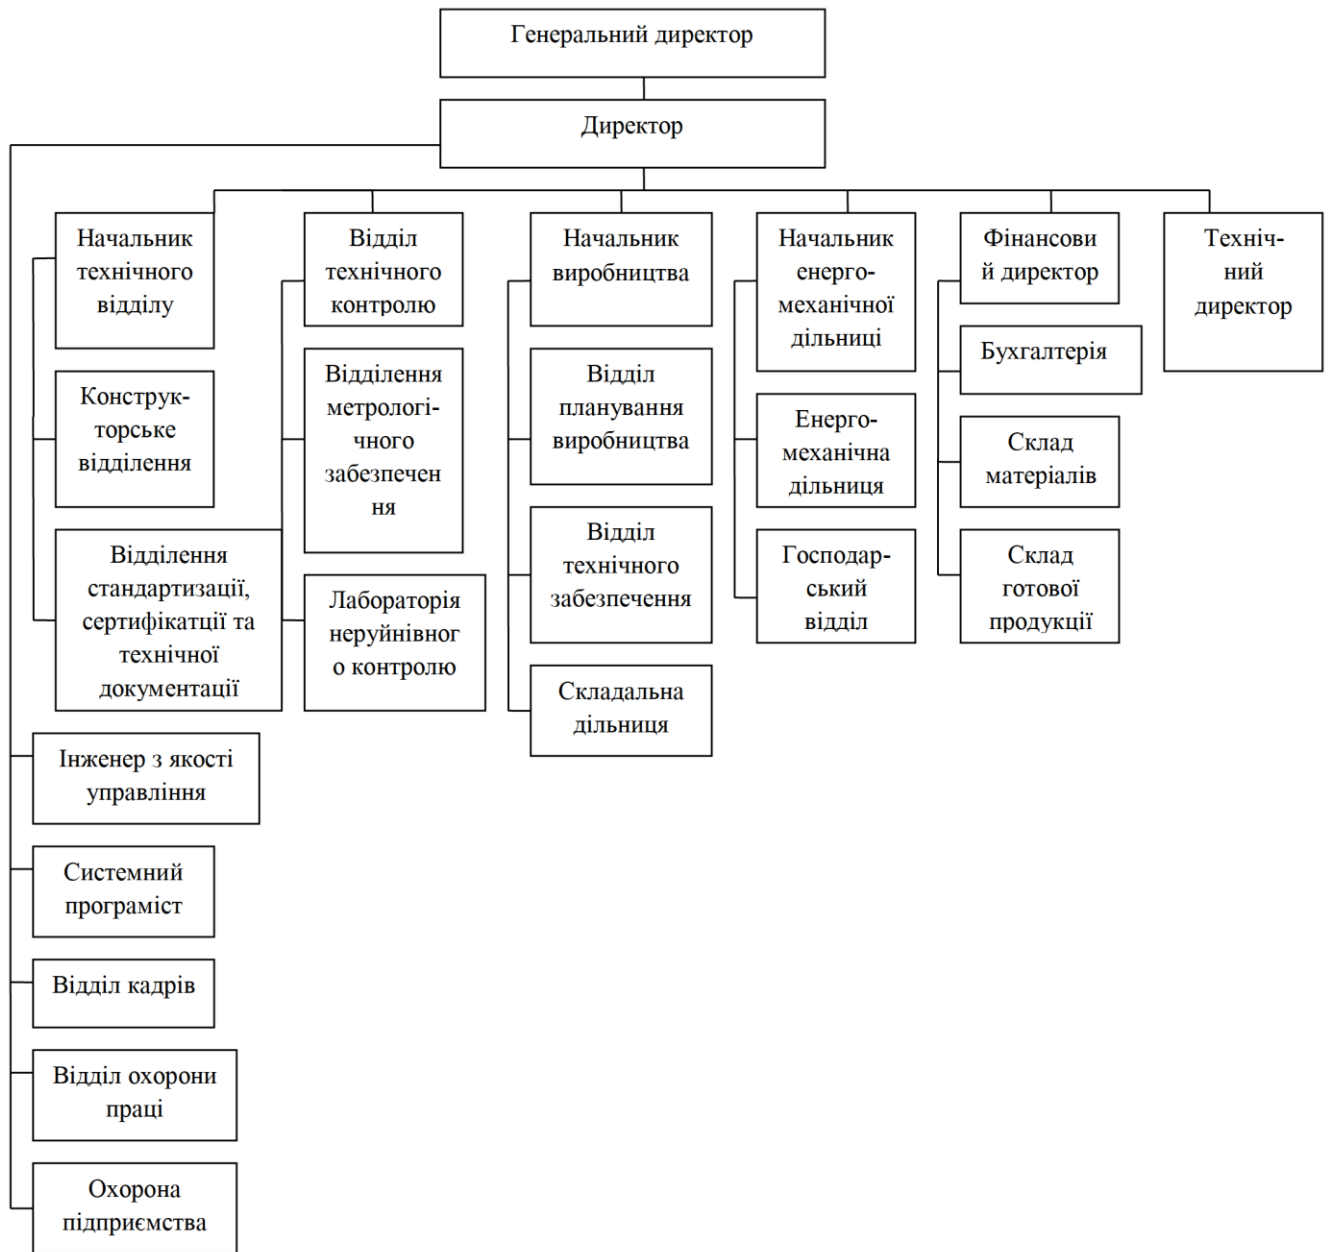 Генеральний директор
Директор
Начальник
технічного
відділу
Конструк-
торське
відділення
Відділення
стандартизації,
сертифікатції та
технічної
документації
Відділ
технічного
контролю
Відділення
метрологі-
чного
забезпечен
ня
Лабораторія
неруйнівног
о контролю
Начальник
виробництва
Відділ
планування
виробництва
Відділ
технічного
забезпечення
Складальна
дільниця
Начальник
енерго-
механічної
дільниці
Енерго-
механічна
дільниця
Господар-
ський
відділ
Фінансови
й директор
Бухгалтерія
Склад
матеріалів
Склад
готової
продукції
Техніч-
ний
директор
Інженер з якості
управління
Системний
програміст
Відділ кадрів
Відділ охорони
праці
Охорона
підприємства